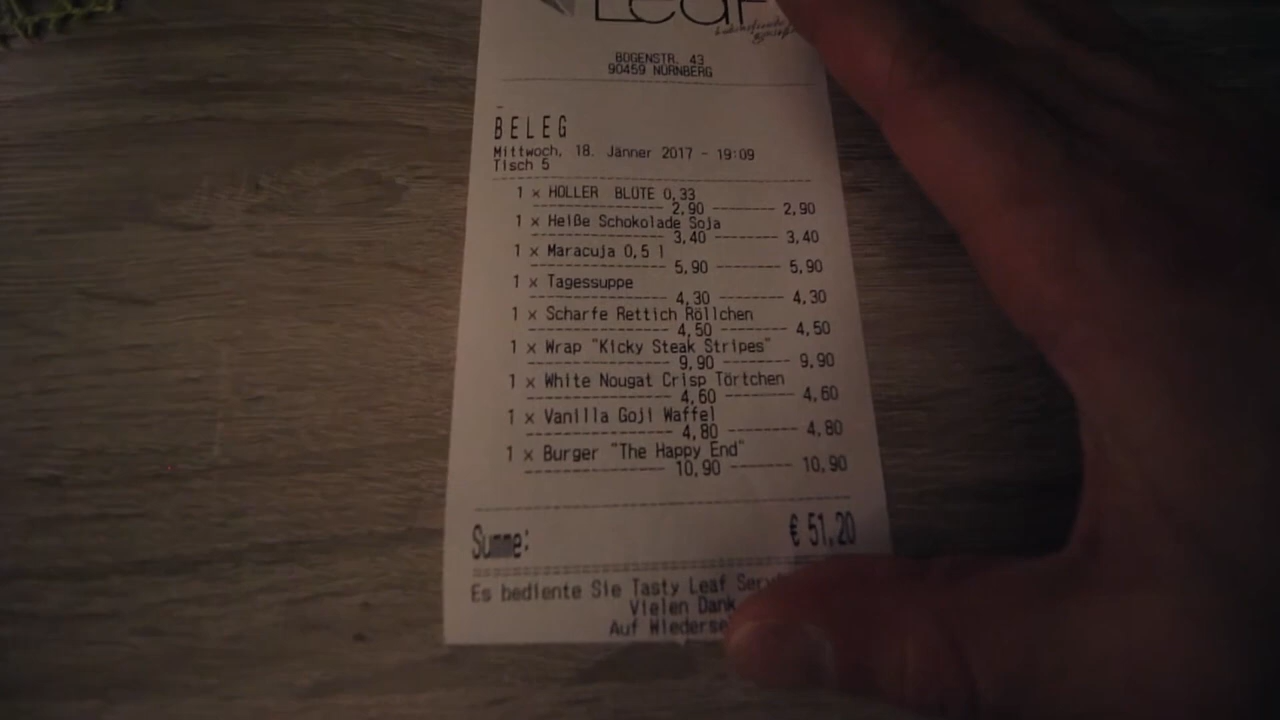 Leaf
BOGENSTR. 43
90459 NÜRNBERG
BELEG
Mittwoch, 18. Jänner 2017 - 19:09
Tisch 5
1 x HOLLER BLÜTE 0,33
2,90 2,90
1 x Heiße Schokolade Soja
3,40 3,40
1 x Maracuja 0,5 l
5,90 5,90
1 x Tagessuppe
4,30 4,30
1 x Scharfe Rettich Röllchen
4,50 4,50
1 x Wrap "Kicky Steak Stripes"
9,90 9,90
1 x White Nougat Crisp Törtchen
4,60 4,60
1 x Vanilla Goji Waffel
4,80 4,80
1 x Burger "The Happy End"
10,90 10,90
Summe: € 51,20
Es bediente Sie Tasty Leaf
Vielen Dank
Auf